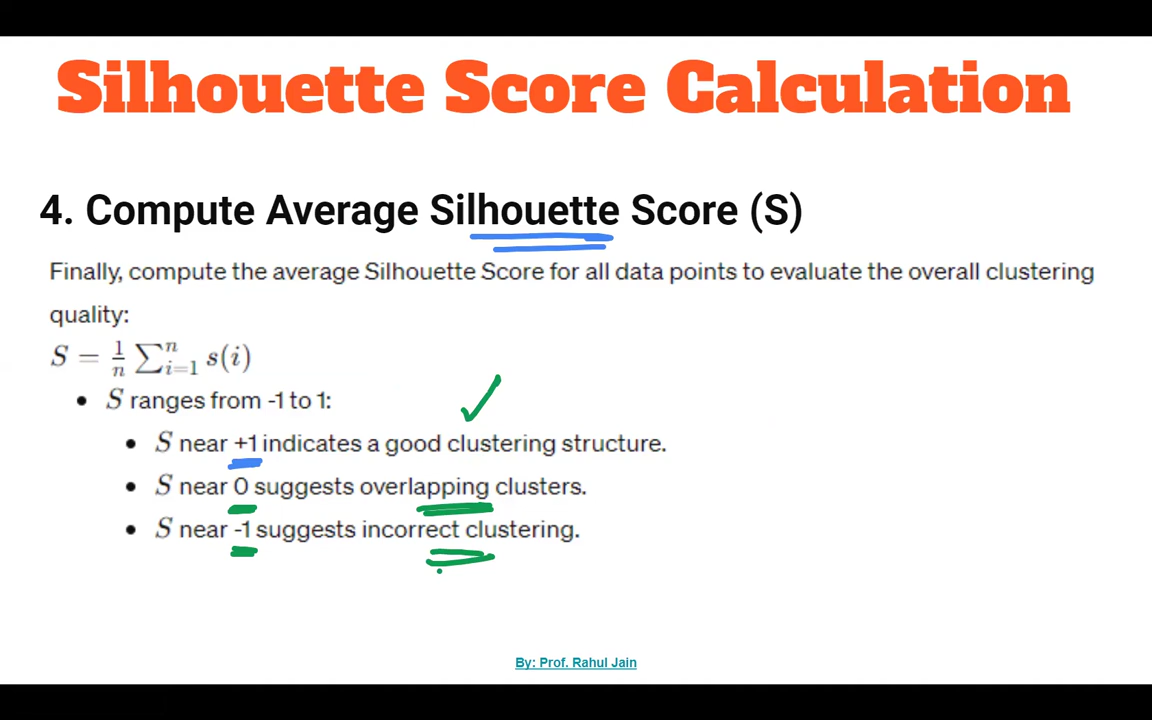 Silhouette Score Calculation
4. Compute Average Silhouette Score (S)
Finally, compute the average Silhouette Score for all data points to evaluate the overall clustering
quality:
S = 1/n ∑ⁿᵢ₌₁ s(i)
• S ranges from -1 to 1:
• S near +1 indicates a good clustering structure.
• S near 0 suggests overlapping clusters.
• S near -1 suggests incorrect clustering.
By: Prof. Rahul Jain